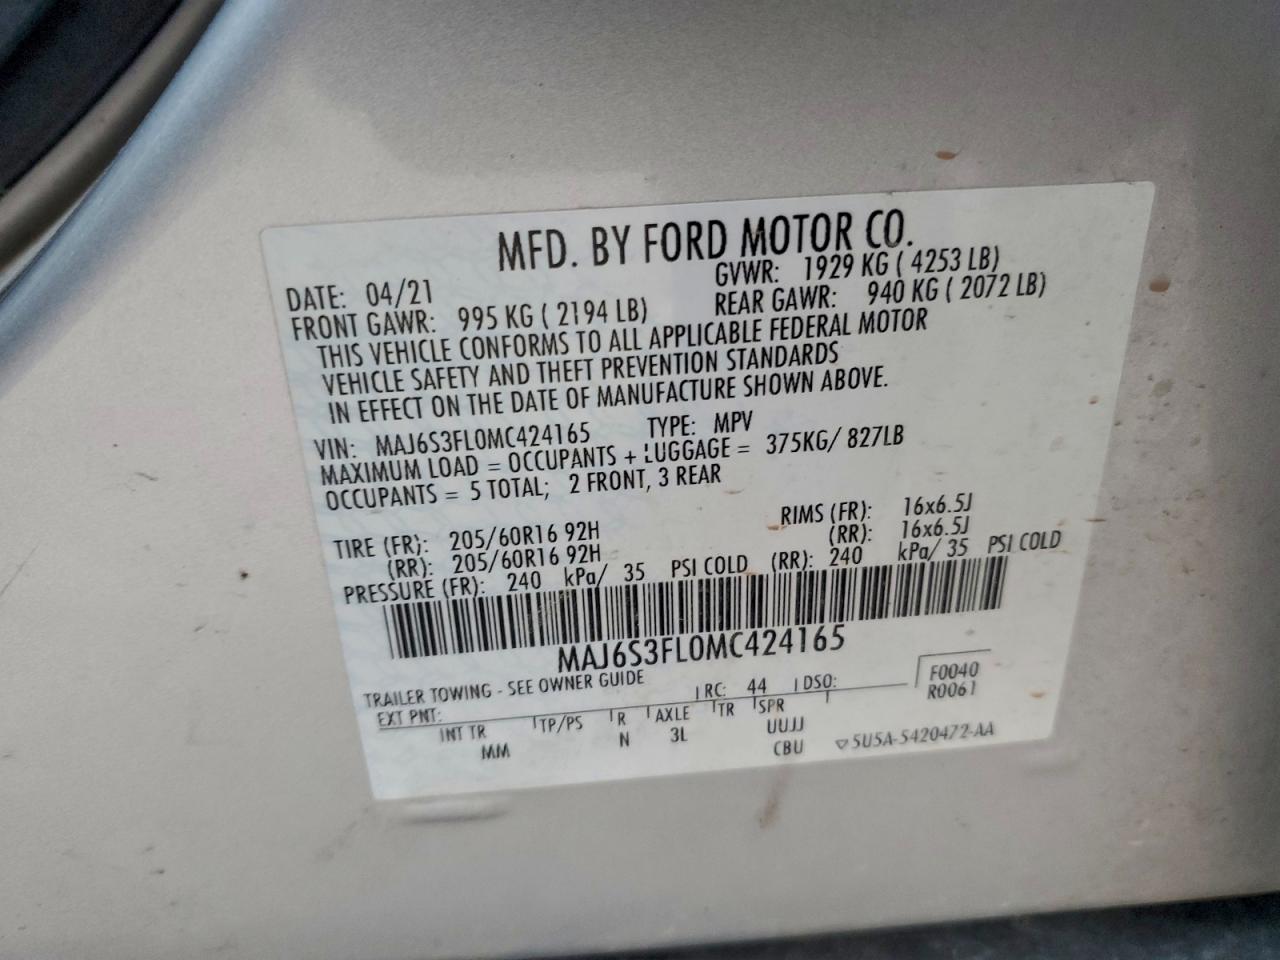 MFD. BY FORD MOTOR CO.
DATE: 04/21 GVWR: 1929 KG ( 4253 LB)
FRONT GAWR: 995 KG ( 2194 LB) REAR GAWR: 940 KG ( 2072 LB)
THIS VEHICLE CONFORMS TO ALL APPLICABLE FEDERAL MOTOR
VEHICLE SAFETY AND THEFT PREVENTION STANDARDS
IN EFFECT ON THE DATE OF MANUFACTURE SHOWN ABOVE.
VIN: MAJ6S3FL0MC424165 TYPE: MPV
MAXIMUM LOAD = OCCUPANTS + LUGGAGE = 375KG/ 827LB
OCCUPANTS = 5 TOTAL; 2 FRONT, 3 REAR
TIRE (FR): 205/60R16 92H RIMS (FR): 16x6.5J
(RR): 205/60R16 92H (RR): 16x6.5J
PRESSURE (FR): 240 kPa/ 35 PSI COLD (RR): 240 kPa/ 35 PSI COLD
MAJ6S3FL0MC424165
TRAILER TOWING - SEE OWNER GUIDE
EXT PNT: RC: 44 DSO: F0040
R0061
INT TR TP/PS R AXLE TR SPR
MM N 3L UUJJ
CBU 5U5A-5420472-AA